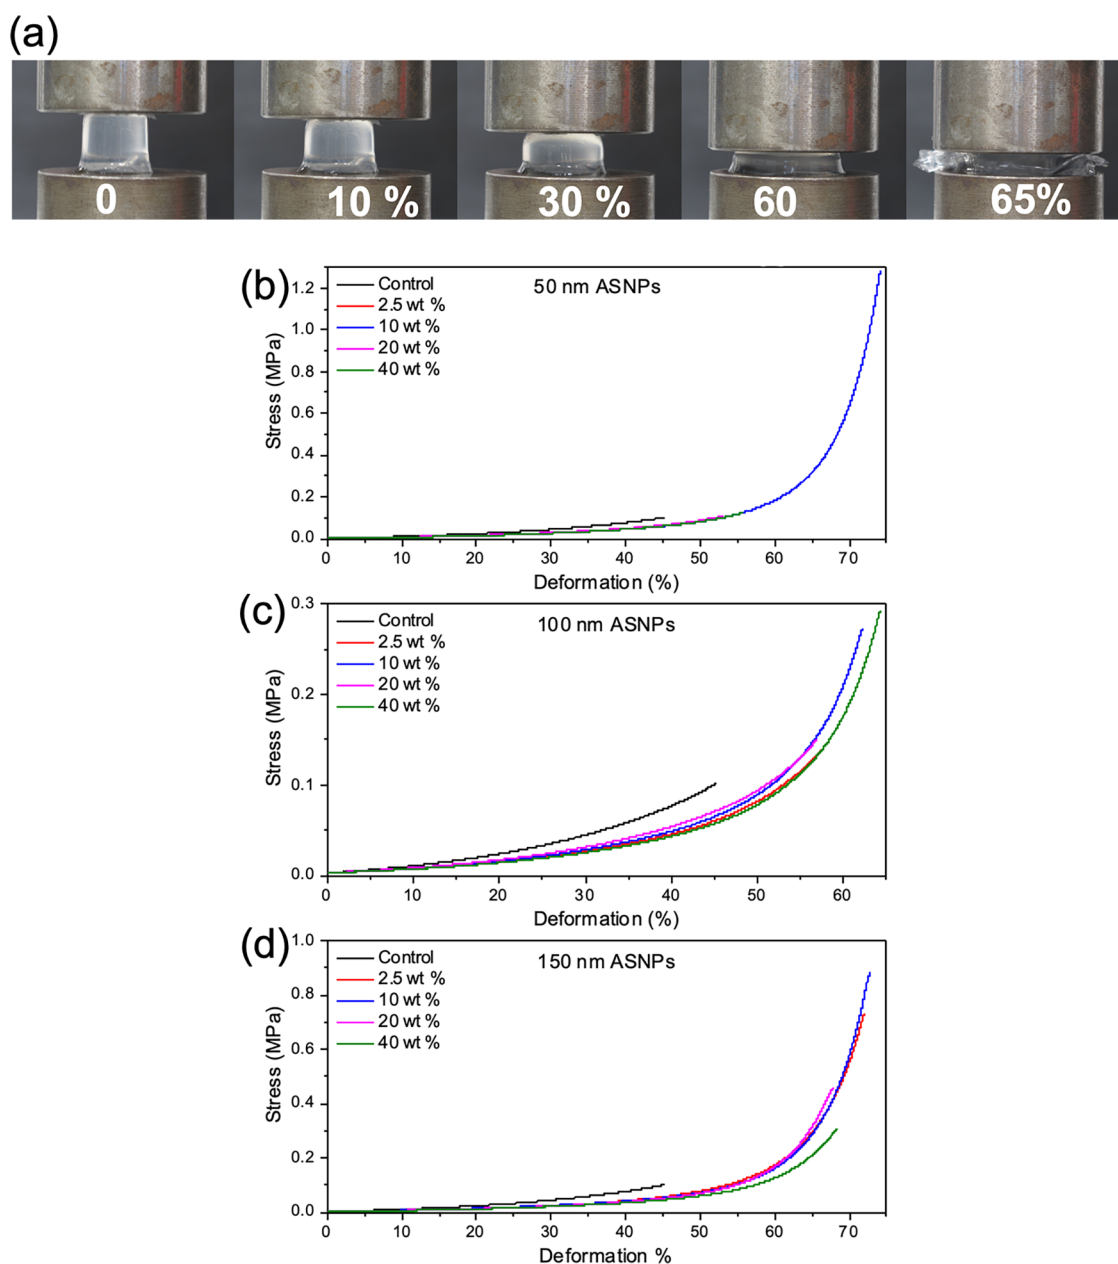 (a)
0
10 %
30 %
60
65%
(b)
50 nm ASNPs
Control
2.5 wt %
10 wt %
20 wt %
40 wt %
Stress (MPa)
1.2
1.0
0.8
0.6
0.4
0.2
0.0
0 10 20 30 40 50 60 70
Deformation (%)
(c)
100 nm ASNPs
Control
2.5 wt %
10 wt %
20 wt %
40 wt %
Stress (MPa)
0.3
0.2
0.1
0.0
0 10 20 30 40 50 60
Deformation (%)
(d)
150 nm ASNPs
Control
2.5 wt %
10 wt %
20 wt %
40 wt %
Stress (MPa)
1.0
0.8
0.6
0.4
0.2
0.0
0 10 20 30 40 50 60 70
Deformation %